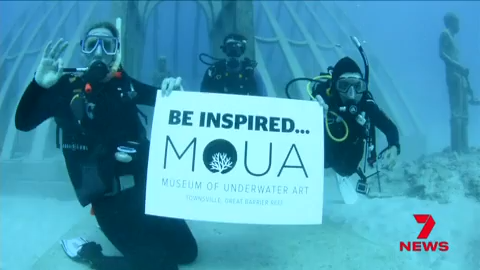 BE INSPIRED...
MOUA
MUSEUM OF UNDERWATER ART
TOWNSVILLE, GREAT BARRIER REEF
7
NEWS